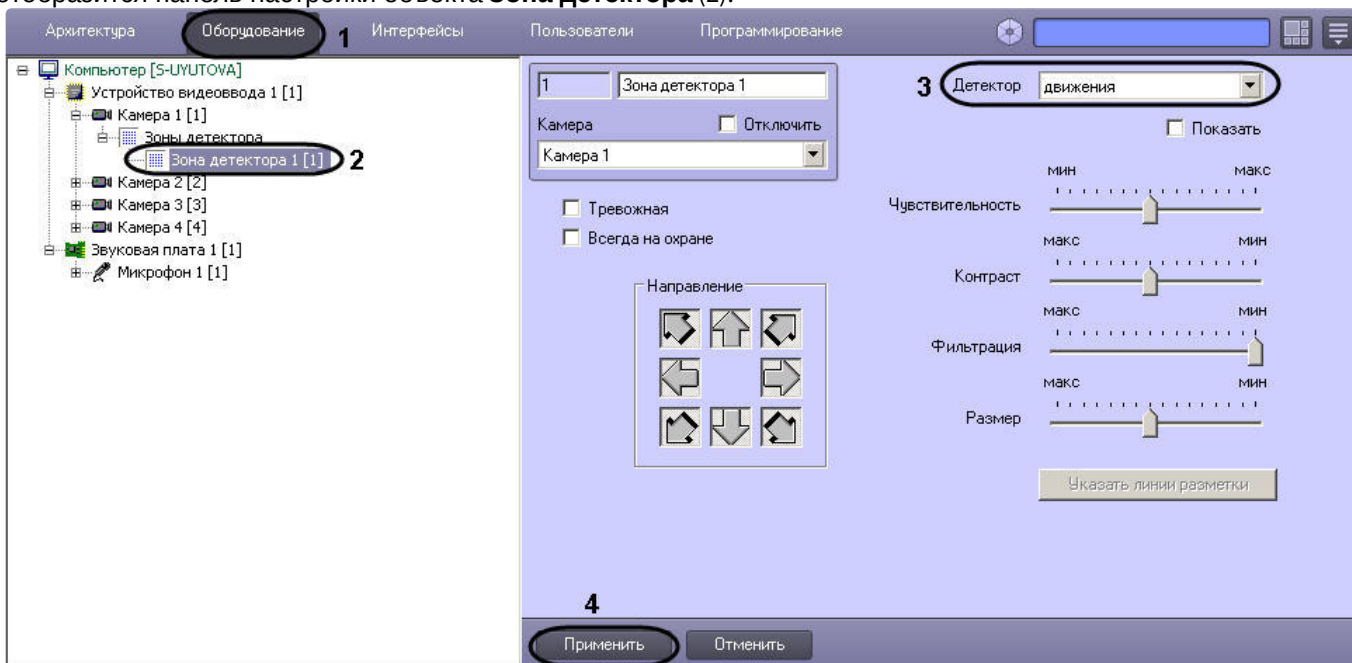 отобразится панель настройки объекта Зона детектора (2).
Архитектура Оборудование 1 Интерфейсы Пользователи Программирование
Компьютер [S-UYUTOVA]
Устройство видеоввода 1 [1]
Камера 1 [1]
Зоны детектора
Зона детектора 1 [1] 2
Камера 2 [2]
Камера 3 [3]
Камера 4 [4]
Звуковая плата 1 [1]
Микрофон 1 [1]
1 Зона детектора 1
Камера Отключить
Камера 1
Тревожная
Всегда на охране
Направление
3 Детектор движения
Показать
мин макс
Чувствительность
макс мин
Контраст
макс мин
Фильтрация
макс мин
Размер
Указать линии разметки
4
Применить Отменить